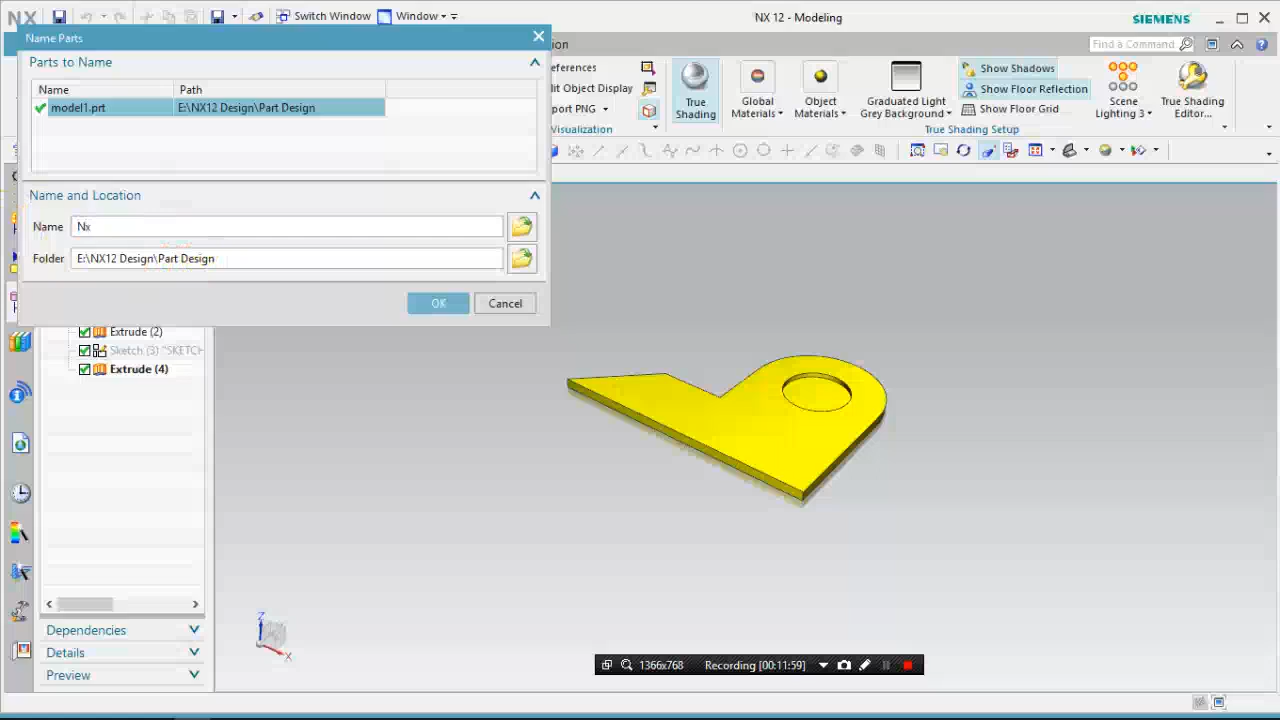 NX
Switch Window
Window
NX 12 - Modeling
SIEMENS
Name Parts
Find a Command
Parts to Name
Name
Path
model1.prt
E:\NX12 Design\Part Design
Name and Location
Name
Nx
Folder
E:\NX12 Design\Part Design
OK
Cancel
ferences
it Object Display
port PNG
isualization
True
Shading
Global
Materials
Object
Materials
Graduated Light
Grey Background
Show Shadows
Show Floor Reflection
Show Floor Grid
Scene
Lighting 3
True Shading
Editor...
True Shading Setup
Extrude (2)
Sketch (3) "SKETCH
Extrude (4)
Dependencies
Details
Preview
Z
X
1366x768
Recording [00:11:59]